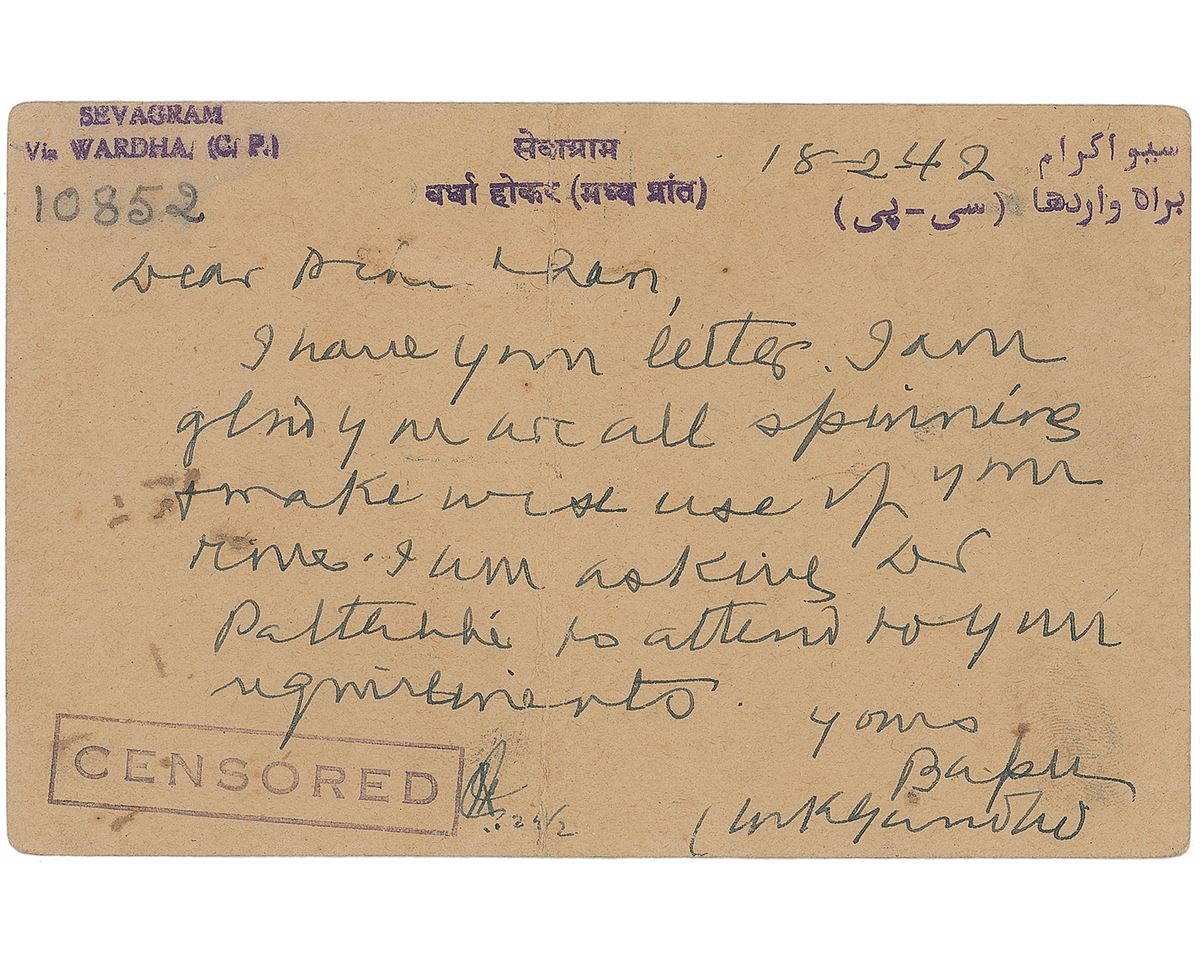 SEVAGRAM
Via WARDHA, (C. P.)
10852
सेवाग्राम
वर्धा होकर (मध्य प्रांत)
18-2-42
سیواگرام
براہ واردھا (سی-پی)
Dear
I have your letter. I am
glad you are all spinning
& make wise use of your
time. I am asking Dr
Pattabhi to attend to your
requirements.
yours
Bapu
(MKGandhi)
CENSORED